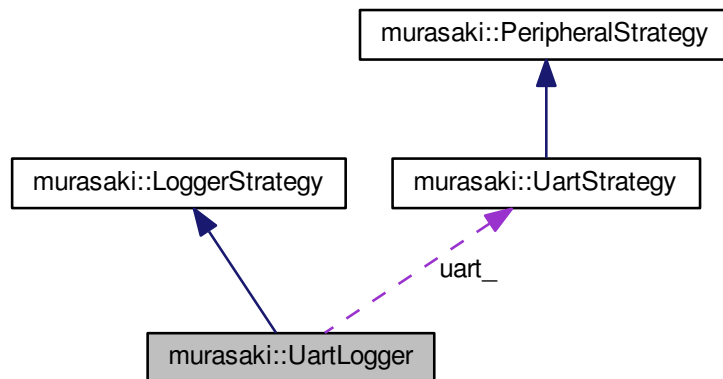 murasaki::PeripheralStrategy
murasaki::LoggerStrategy
murasaki::UartStrategy
uart_
murasaki::UartLogger